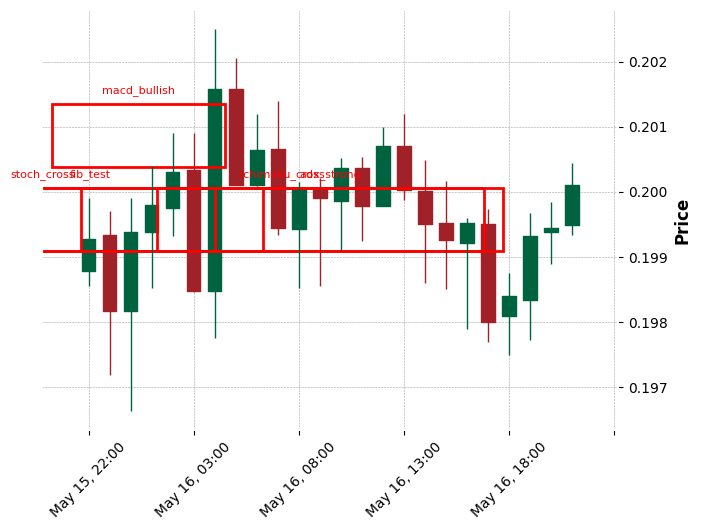 macd_bullish
stoch_cross
fib_test
ichimoku_cross
adx_strong
0.202
0.201
0.200
0.199
0.198
0.197
Price
May 15, 22:00
May 16, 03:00
May 16, 08:00
May 16, 13:00
May 16, 18:00